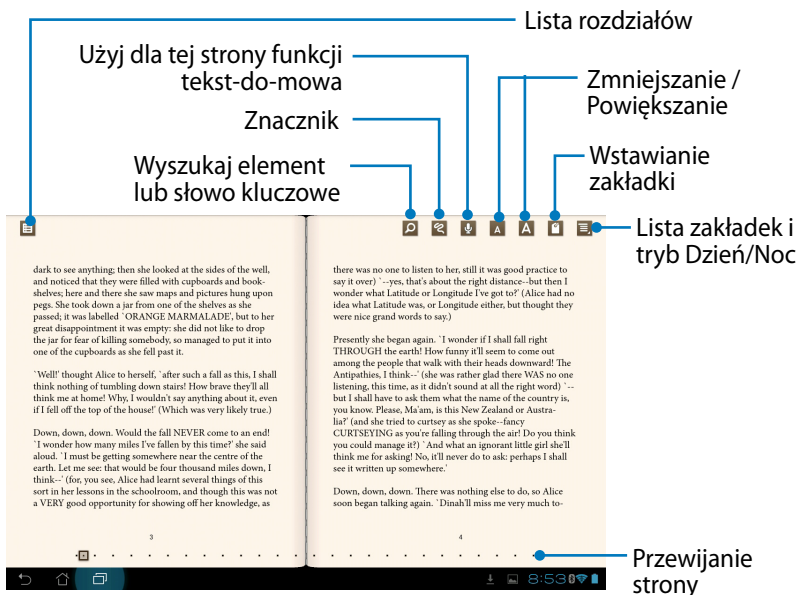 Lista rozdziałów
Użyj dla tej strony funkcji
tekst-do-mowa
Zmniejszanie /
Powiększanie
Znacznik
Wyszukaj element
lub słowo kluczowe
Wstawianie
zakładki
Lista zakładek i
tryb Dzień/Noc
A
A
dark to see anything; then she looked at the sides of the well,
and noticed that they were filled with cupboards and book-
shelves; here and there she saw maps and pictures hung upon
pegs. She took down a jar from one of the shelves as she
passed; it was labelled `ORANGE MARMALADE', but to her
great disappointment it was empty: she did not like to drop
the jar for fear of killing somebody, so managed to put it into
one of the cupboards as she fell past it.
`Well!' thought Alice to herself, `after such a fall as this, I shall
think nothing of tumbling down stairs! How brave they'll all
think me at home! Why, I wouldn't say anything about it, even
if I fell off the top of the house!' (Which was very likely true.)
Down, down, down. Would the fall NEVER come to an end!
`I wonder how many miles I've fallen by this time?' she said
aloud. `I must be getting somewhere near the centre of the
earth. Let me see: that would be four thousand miles down, I
think--' (for, you see, Alice had learnt several things of this
sort in her lessons in the schoolroom, and though this was not
a VERY good opportunity for showing off her knowledge, as
3
there was no one to listen to her, still it was good practice to
say it over) `--yes, that's about the right distance--but then I
wonder what Latitude or Longitude I've got to?' (Alice had no
idea what Latitude was, or Longitude either, but thought they
were nice grand words to say.)
Presently she began again. `I wonder if I shall fall right
THROUGH the earth! How funny it'll seem to come out
among the people that walk with their heads downward! The
Antipathies, I think--' (she was rather glad there WAS no one
listening, this time, as it didn't sound at all the right word) `--
but I shall have to ask them what the name of the country is,
you know. Please, Ma'am, is this New Zealand or Austra-
lia?' (and she tried to curtsey as she spoke--fancy
CURTSEYING as you're falling through the air! Do you think
you could manage it?) `And what an ignorant little girl she'll
think me for asking! No, it'll never do to ask: perhaps I shall
see it written up somewhere.'
Down, down, down. There was nothing else to do, so Alice
soon began talking again. `Dinah'll miss me very much to-
4
Przewijanie
strony
8:53